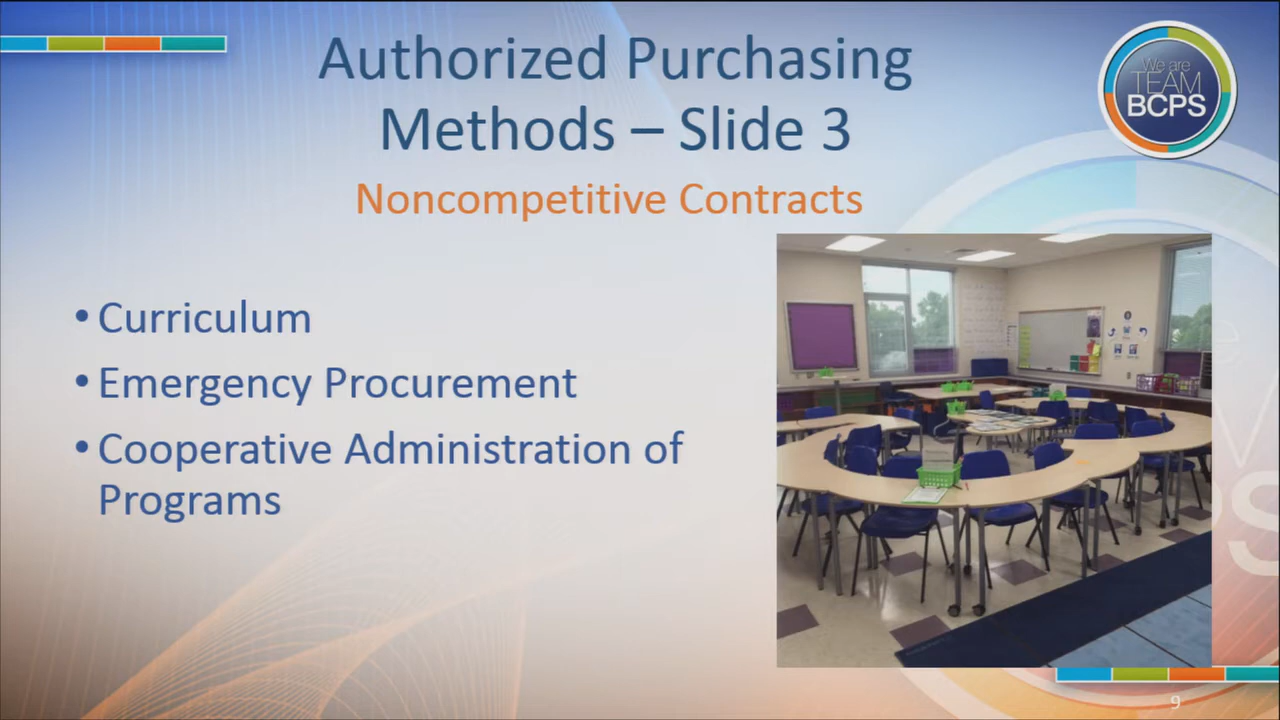 Authorized Purchasing
Methods – Slide 3
We are
TEAM
BCPS
Noncompetitive Contracts
• Curriculum
• Emergency Procurement
• Cooperative Administration of
Programs
9